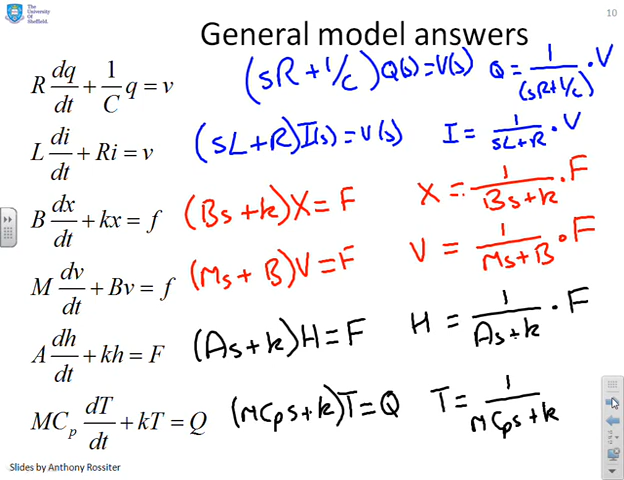 The University Of Sheffield.
10
General model answers
R dq/dt + 1/C q = v (sR + 1/C) Q(s) = V(s) Q = 1/(sR + 1/C) · V
L di/dt + Ri = v (sL + R) I(s) = V(s) I = 1/(sL + R) · V
B dx/dt + kx = f (Bs + k) X = F X = 1/(Bs + k) · F
M dv/dt + Bv = f (Ms + B) V = F V = 1/(Ms + B) · F
A dh/dt + kh = F (As + k) H = F H = 1/(As + k) · F
MC_p dT/dt + kT = Q (MCps + k) T = Q T = 1/(MCps + k)
Slides by Anthony Rossiter